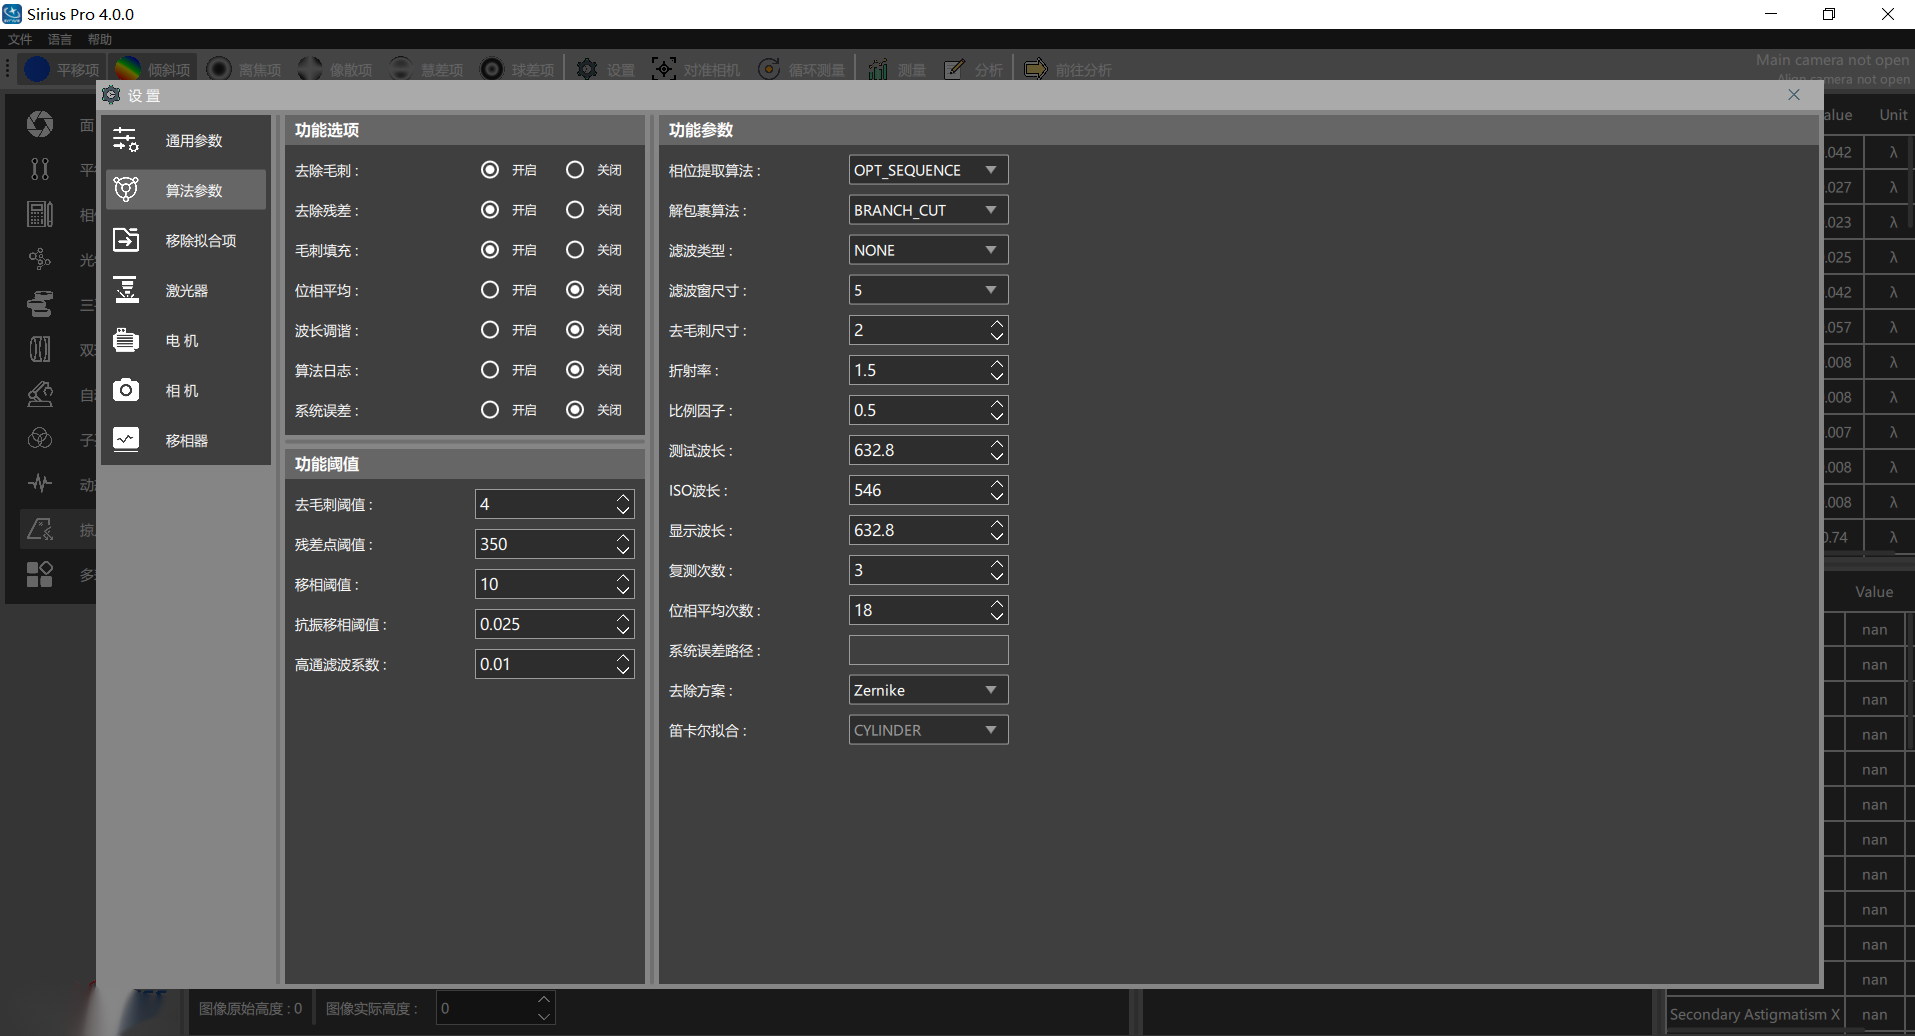 Sirius Pro 4.0.0
文件 语言 帮助
平移项 倾斜项 离焦项 像散项 慧差项 球差项 设置 对准相机 循环测量 测量 分析 前往分析
Main camera not open
Align camera not open
设 置
通用参数
算法参数
移除拟合项
激光器
电 机
相 机
移相器
面
平
相
光
三
双
自
子
动
掠
多
功能选项
去除毛刺 : 开启 关闭
去除残差 : 开启 关闭
毛刺填充 : 开启 关闭
位相平均 : 开启 关闭
波长调谐 : 开启 关闭
算法日志 : 开启 关闭
系统误差 : 开启 关闭
功能阈值
去毛刺阈值 : 4
残差点阈值 : 350
移相阈值 : 10
抗振移相阈值 : 0.025
高通滤波系数 : 0.01
功能参数
相位提取算法 : OPT_SEQUENCE
解包裹算法 : BRANCH_CUT
滤波类型 : NONE
滤波窗尺寸 : 5
去毛刺尺寸 : 2
折射率 : 1.5
比例因子 : 0.5
测试波长 : 632.8
ISO波长 : 546
显示波长 : 632.8
复测次数 : 3
位相平均次数 : 18
系统误差路径 :
去除方案 : Zernike
笛卡尔拟合 : CYLINDER
alue Unit
.042 λ
.027 λ
.023 λ
.025 λ
.042 λ
.057 λ
.008 λ
.008 λ
.007 λ
.008 λ
.008 λ
0.74 λ
Value
nan
nan
nan
nan
nan
nan
nan
nan
nan
nan
nan
Secondary Astigmatism X nan
图像原始高度 : 0 图像实际高度 : 0